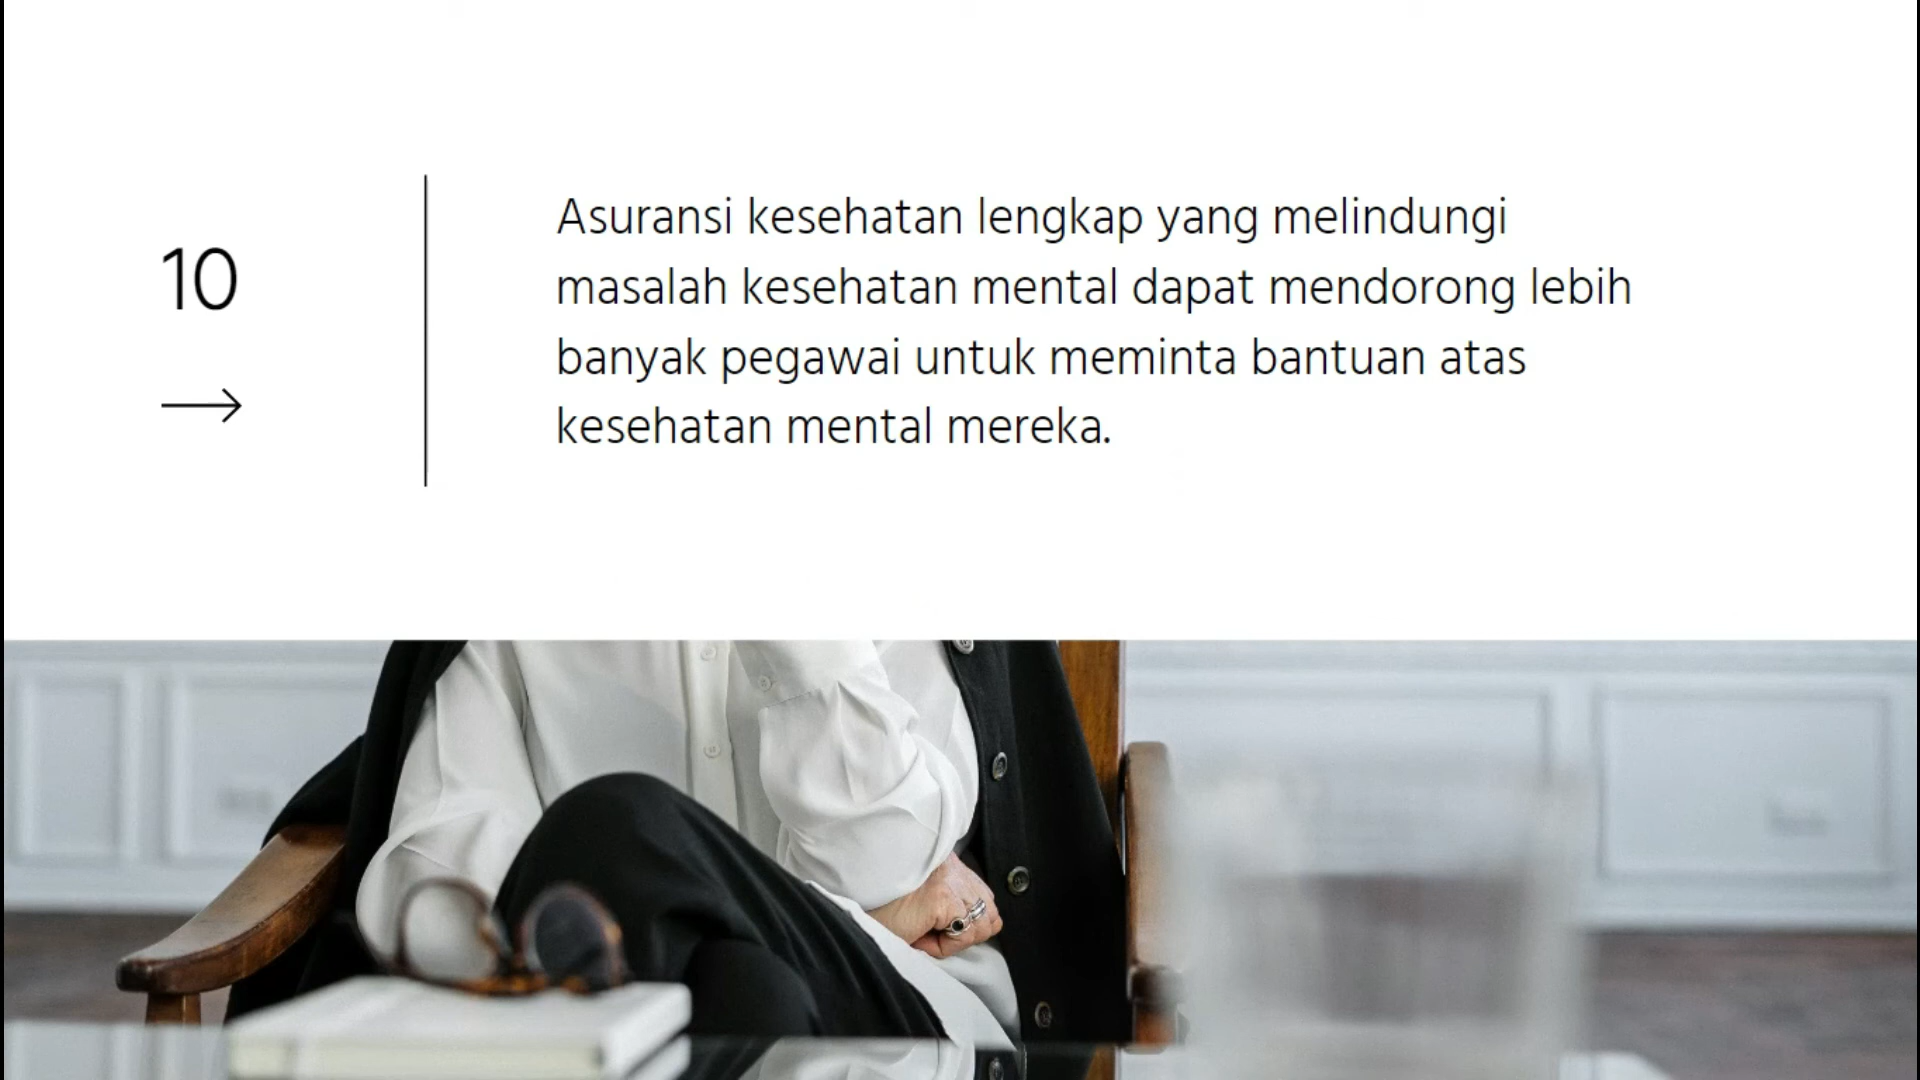 10
Asuransi kesehatan lengkap yang melindungi
masalah kesehatan mental dapat mendorong lebih
banyak pegawai untuk meminta bantuan atas
kesehatan mental mereka.